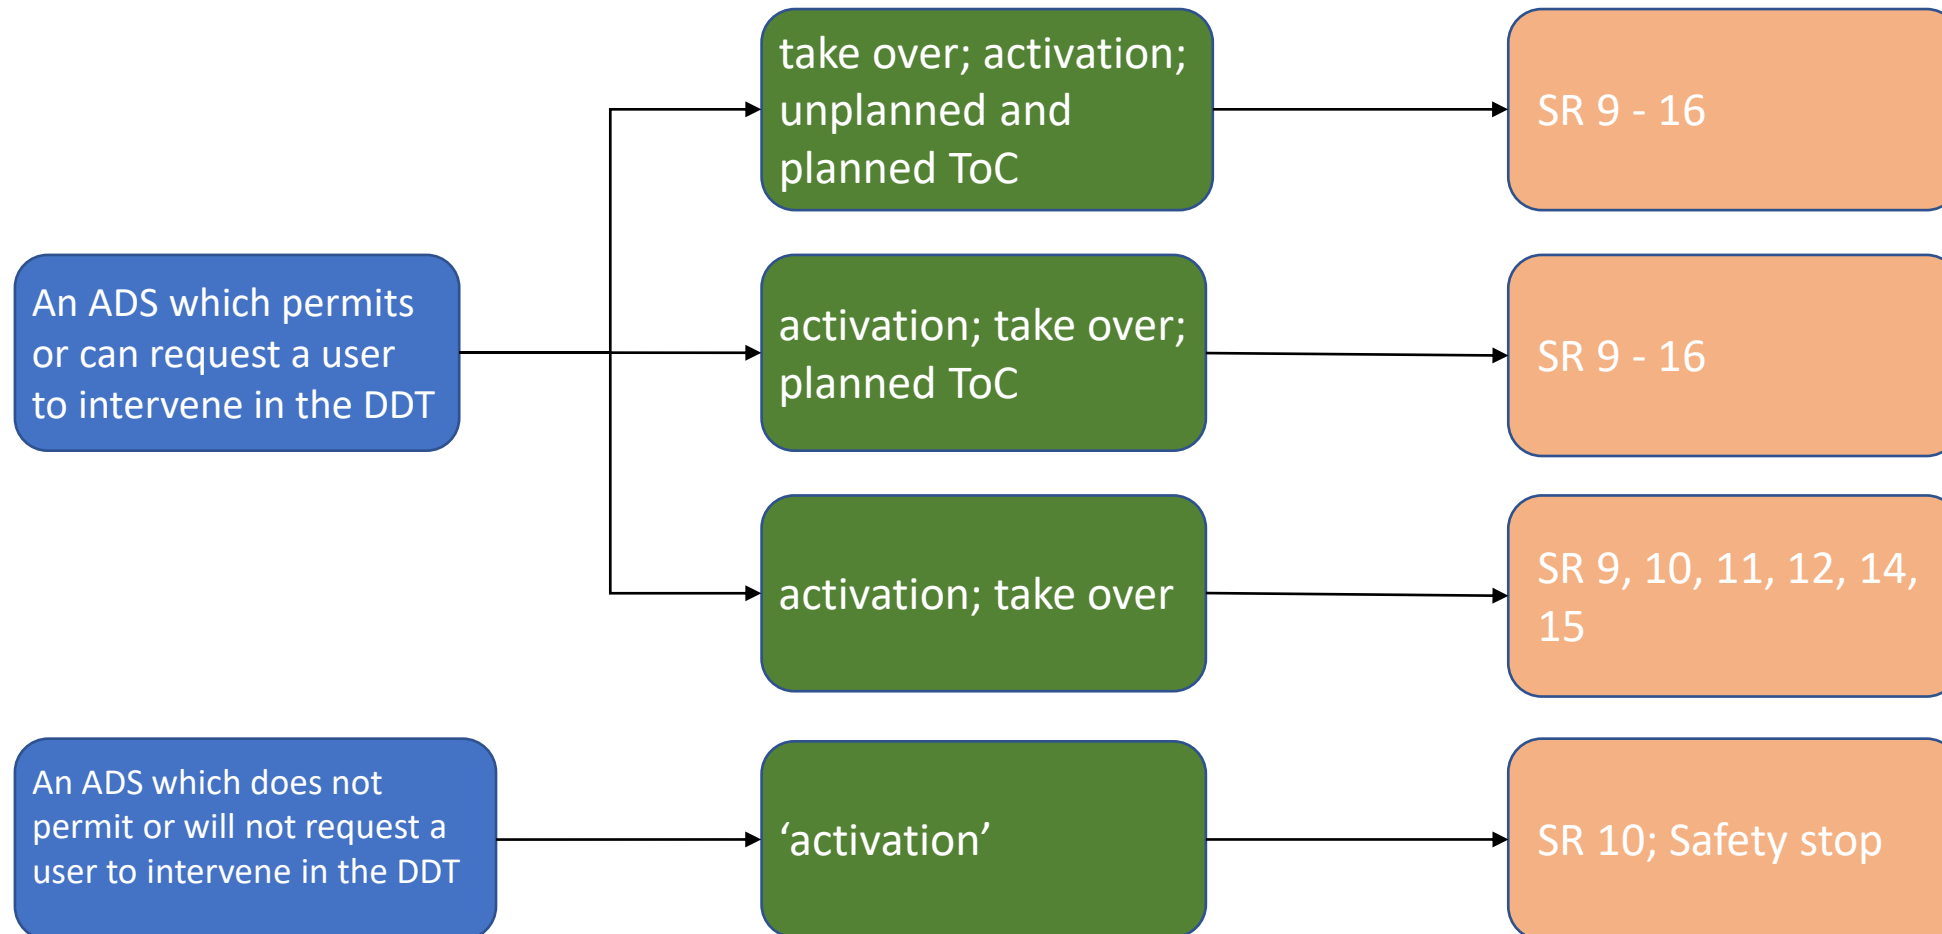 take over; activation;
unplanned and
planned ToC
SR 9 - 16
An ADS which permits
or can request a user
to intervene in the DDT
activation; take over;
planned ToC
SR 9 - 16
activation; take over
SR 9, 10, 11, 12, 14,
15
An ADS which does not
permit or will not request a
user to intervene in the DDT
‘activation’
SR 10; Safety stop